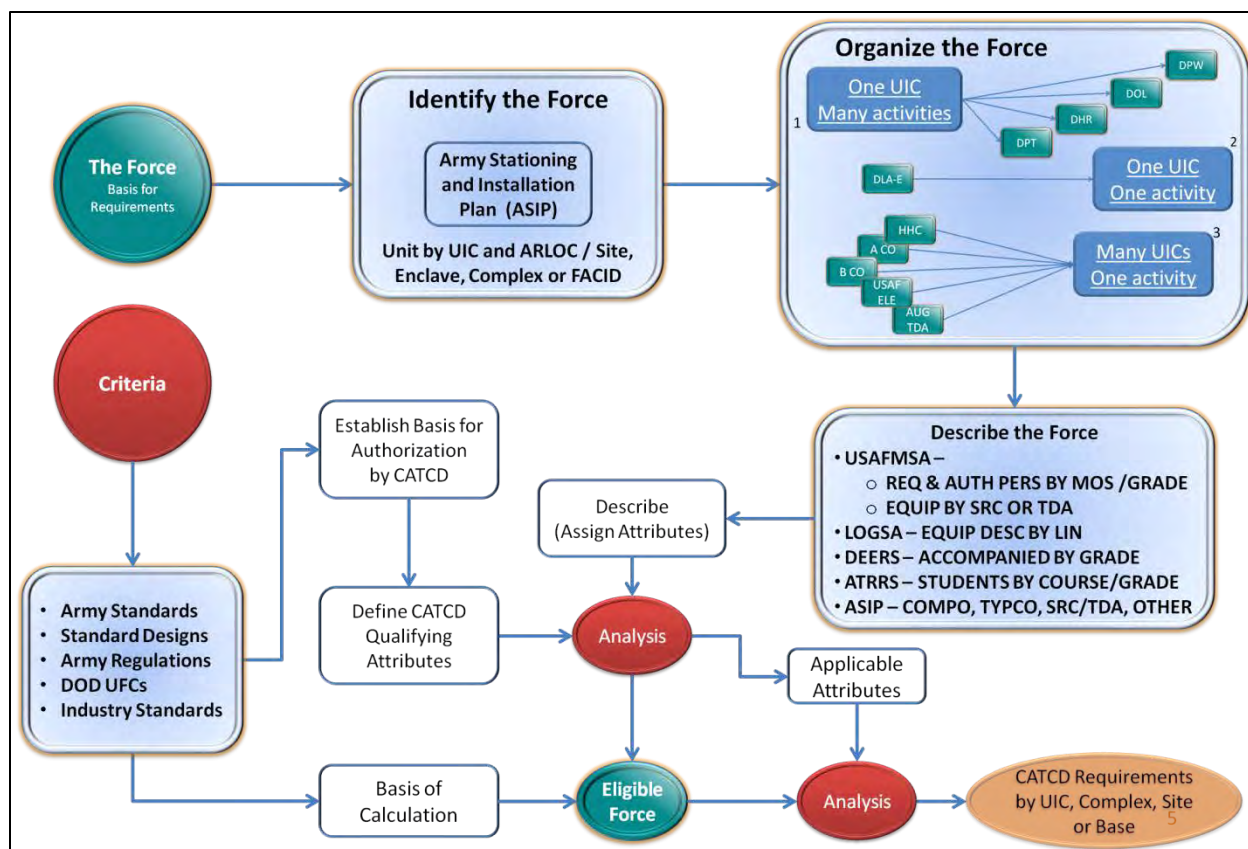 The Force
Basis for
Requirements
Identify the Force
Army Stationing
and Installation
Plan (ASIP)
Unit by UIC and ARLOC / Site,
Enclave, Complex or FACID
Organize the Force
1
One UIC
Many activities
DPW
DOL
DHR
DPT
2
DLA-E
One UIC
One activity
3
HHC
A CO
B CO
USAF
ELE
AUG
TDA
Many UICs
One activity
Criteria
Establish Basis for
Authorization
by CATCD
Describe
(Assign Attributes)
Describe the Force
• USAFMSA –
o REQ & AUTH PERS BY MOS /GRADE
o EQUIP BY SRC OR TDA
• LOGSA – EQUIP DESC BY LIN
• DEERS – ACCOMPANIED BY GRADE
• ATRRS – STUDENTS BY COURSE/GRADE
• ASIP – COMPO, TYPCO, SRC/TDA, OTHER
• Army Standards
• Standard Designs
• Army Regulations
• DOD UFCs
• Industry Standards
Define CATCD
Qualifying
Attributes
Analysis
Applicable
Attributes
Basis of
Calculation
Eligible
Force
Analysis
CATCD Requirements
by UIC, Complex, Site
or Base
5